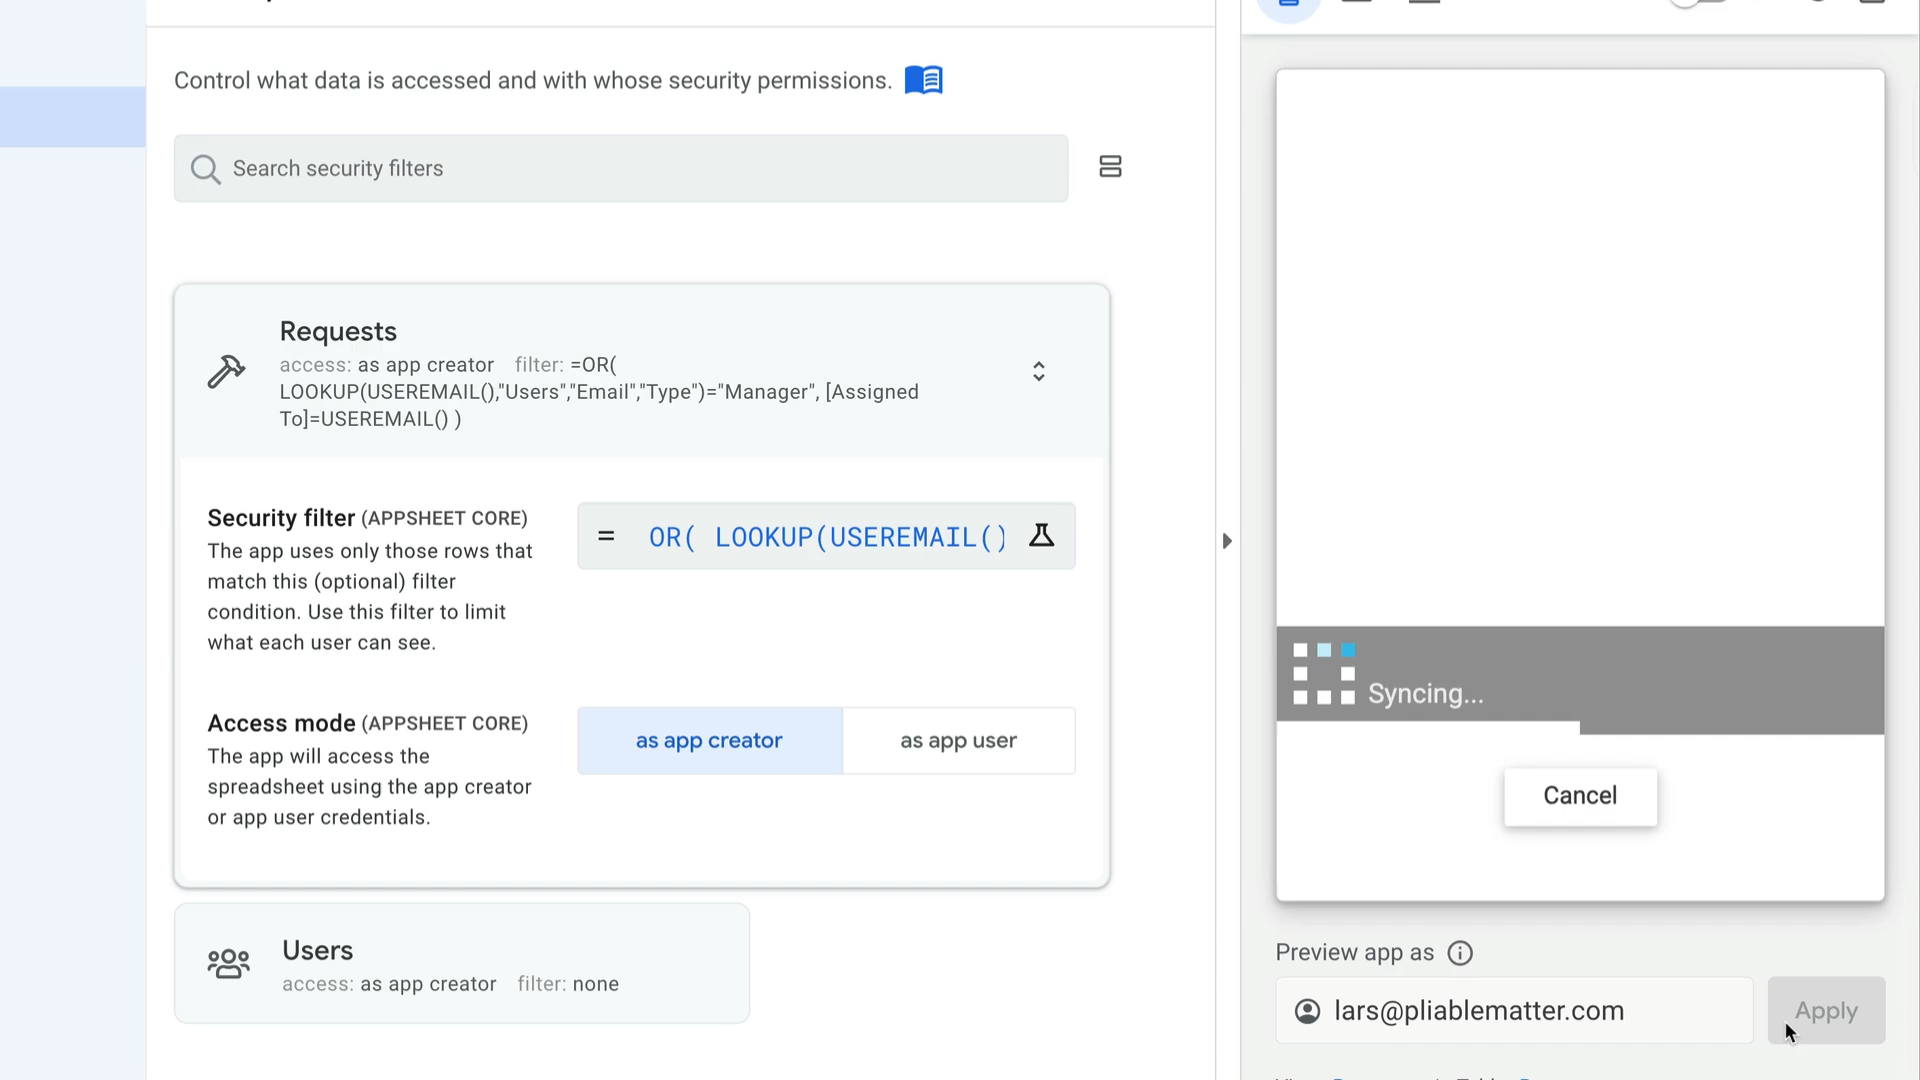 Control what data is accessed and with whose security permissions.
Search security filters
Requests
access: as app creator filter: =OR(
LOOKUP(USEREMAIL(),"Users","Email","Type")="Manager", [Assigned
To]=USEREMAIL() )
Security filter (APPSHEET CORE)
The app uses only those rows that
match this (optional) filter
condition. Use this filter to limit
what each user can see.
= OR( LOOKUP(USEREMAIL()
Access mode (APPSHEET CORE)
The app will access the
spreadsheet using the app creator
or app user credentials.
as app creator
as app user
Users
access: as app creator filter: none
Syncing...
Cancel
Preview app as
lars@pliablematter.com
Apply